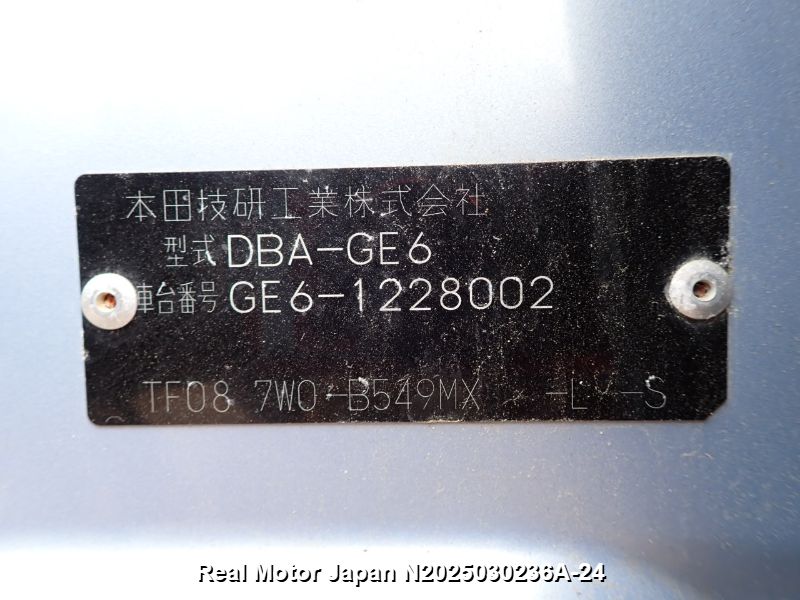 本田技研工業株式会社
型式 DBA-GE6
車台番号 GE6-1228002
TF08 7W0-B549MX -LY-S
Real Motor Japan N2025030236A-24